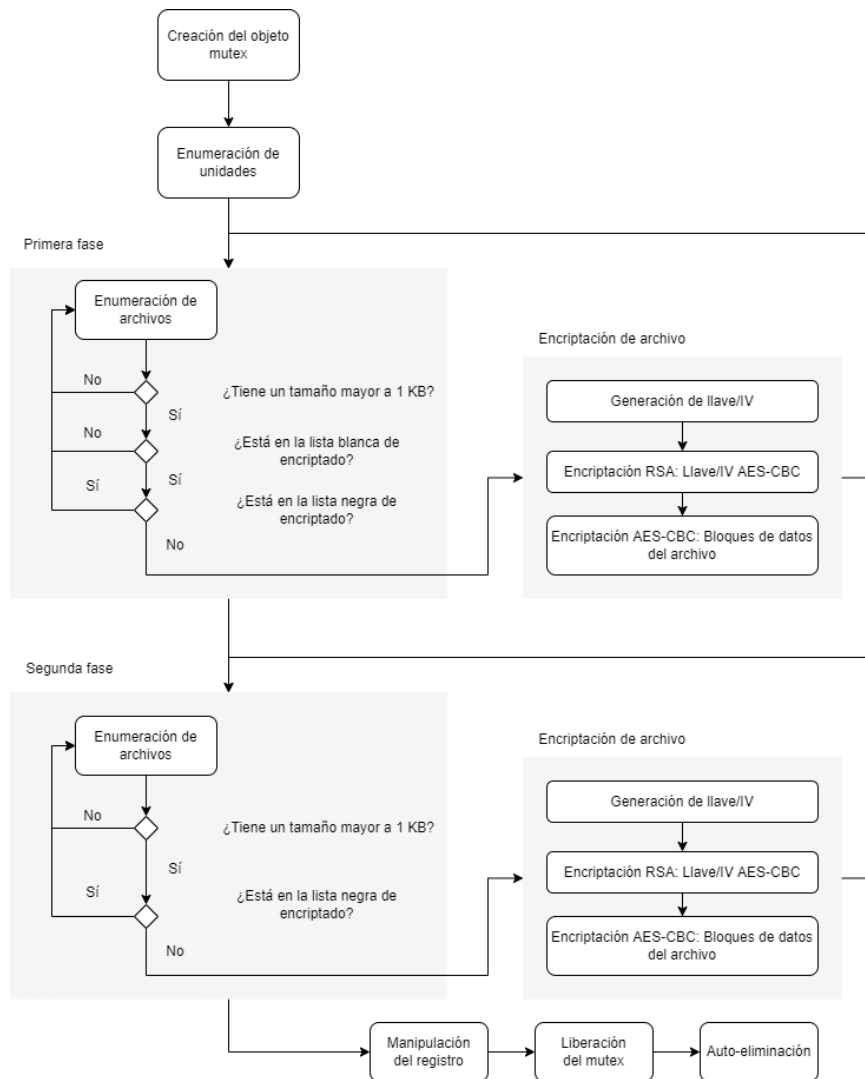 Creación del objeto
mutex
Enumeración de
unidades
Primera fase
Enumeración de
archivos
No
¿Tiene un tamaño mayor a 1 KB?
Sí
No
¿Está en la lista blanca de
encriptado?
Sí
Sí
¿Está en la lista negra de
encriptado?
No
Encriptación de archivo
Generación de llave/IV
Encriptación RSA: Llave/IV AES-CBC
Encriptación AES-CBC: Bloques de datos
del archivo
Segunda fase
Enumeración de
archivos
No
¿Tiene un tamaño mayor a 1 KB?
Sí
Sí
¿Está en la lista negra de
encriptado?
No
Encriptación de archivo
Generación de llave/IV
Encriptación RSA: Llave/IV AES-CBC
Encriptación AES-CBC: Bloques de datos
del archivo
Manipulación
del registro
Liberación
del mutex
Auto-eliminación